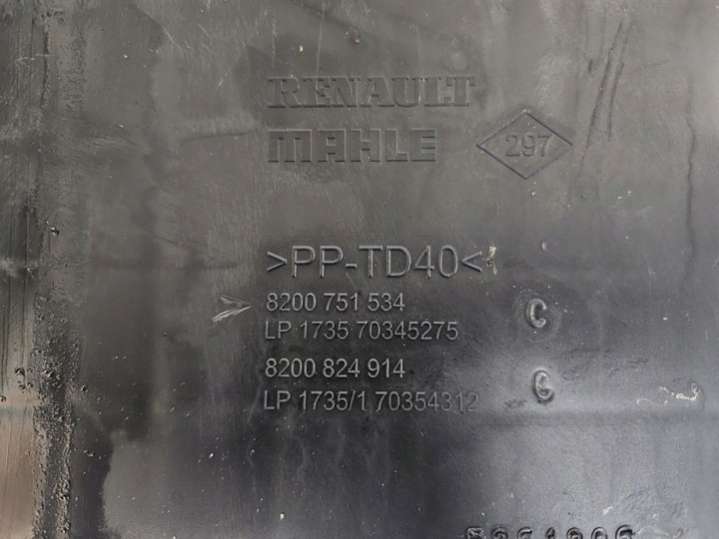 RENAULT
MAHLE
297
>PP-TD40<
8200 751 534
LP 1735 70345275
C
8200 824 914
LP 1735/1 70354312